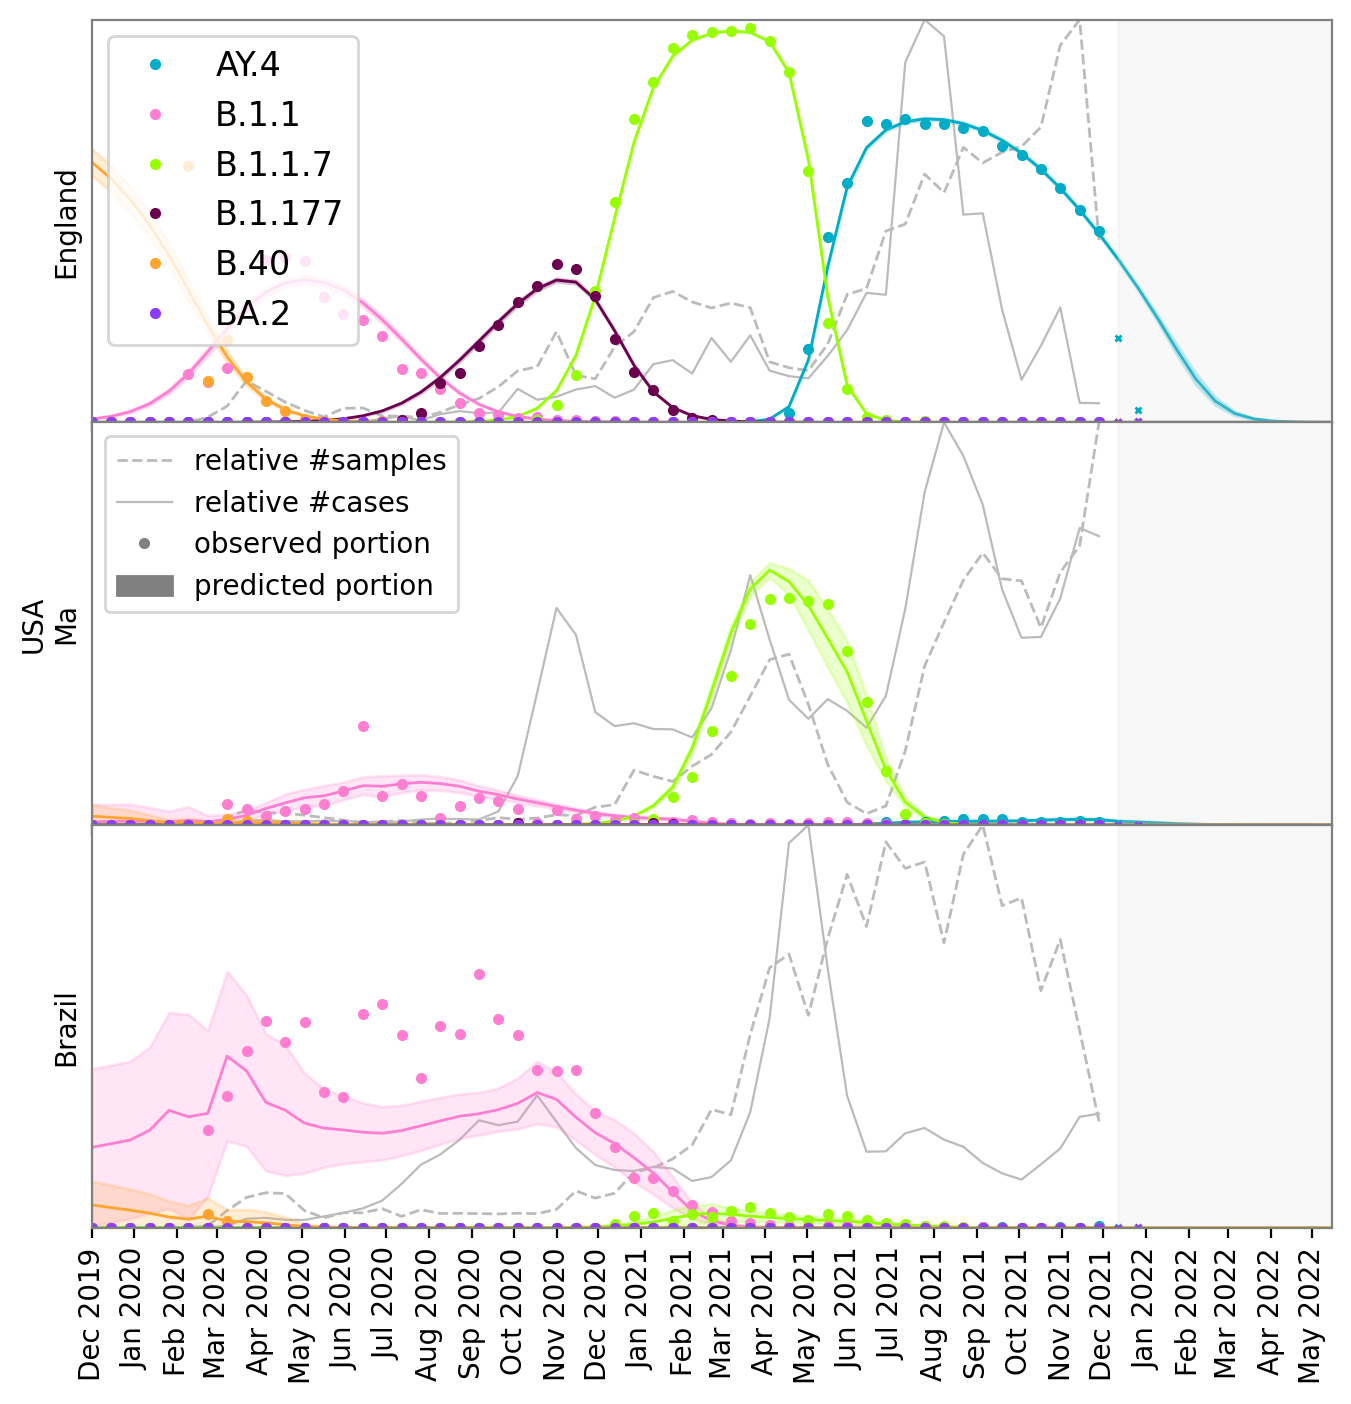 England
AY.4
B.1.1
B.1.1.7
B.1.177
B.40
BA.2
USA
Ma
relative #samples
relative #cases
observed portion
predicted portion
Brazil
Dec 2019
Jan 2020
Feb 2020
Mar 2020
Apr 2020
May 2020
Jun 2020
Jul 2020
Aug 2020
Sep 2020
Oct 2020
Nov 2020
Dec 2020
Jan 2021
Feb 2021
Mar 2021
Apr 2021
May 2021
Jun 2021
Jul 2021
Aug 2021
Sep 2021
Oct 2021
Nov 2021
Dec 2021
Jan 2022
Feb 2022
Mar 2022
Apr 2022
May 2022